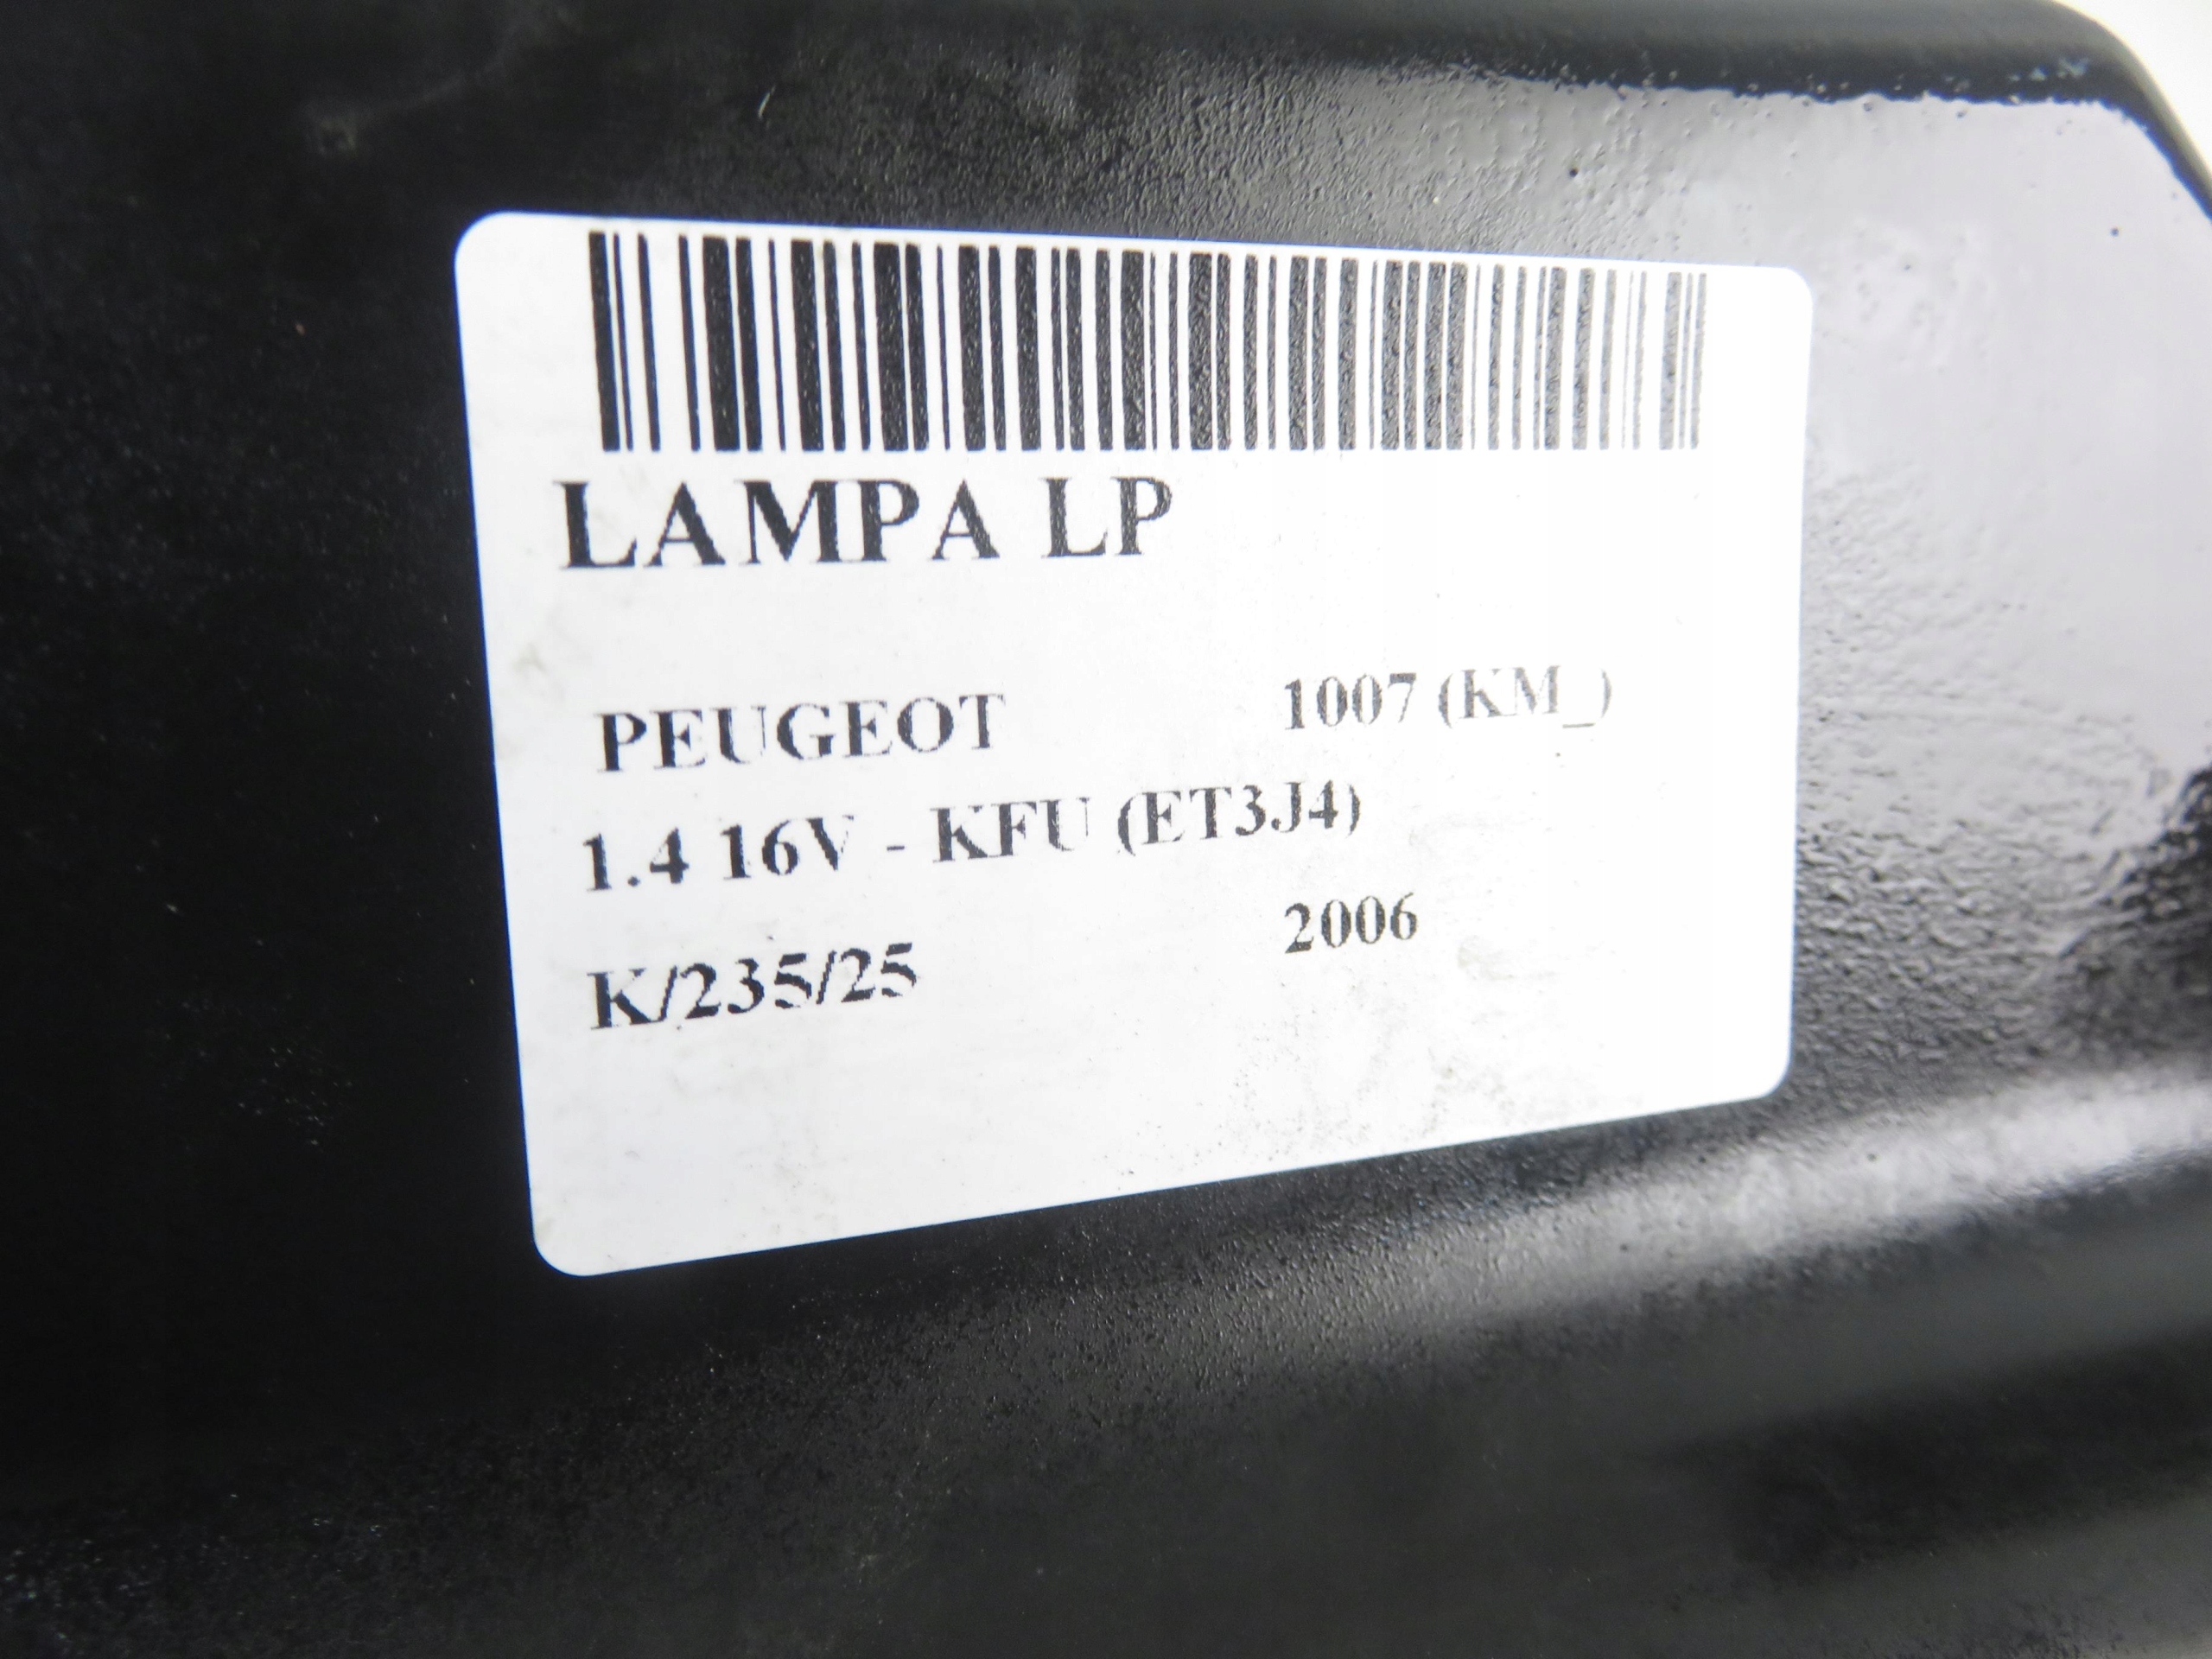 LAMPA LP
PEUGEOT 1007 (KM_)
1.4 16V - KFU (ET3J4)
K/235/25 2006